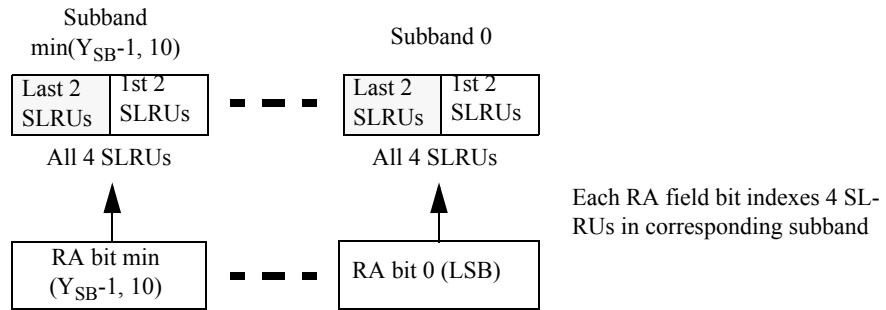 Subband
min(Y_SB-1, 10)
Subband 0
Last 2
SLRUs
1st 2
SLRUs
Last 2
SLRUs
1st 2
SLRUs
All 4 SLRUs
All 4 SLRUs
Each RA field bit indexes 4 SL-
RUs in corresponding subband
RA bit min
(Y_SB-1, 10)
RA bit 0 (LSB)